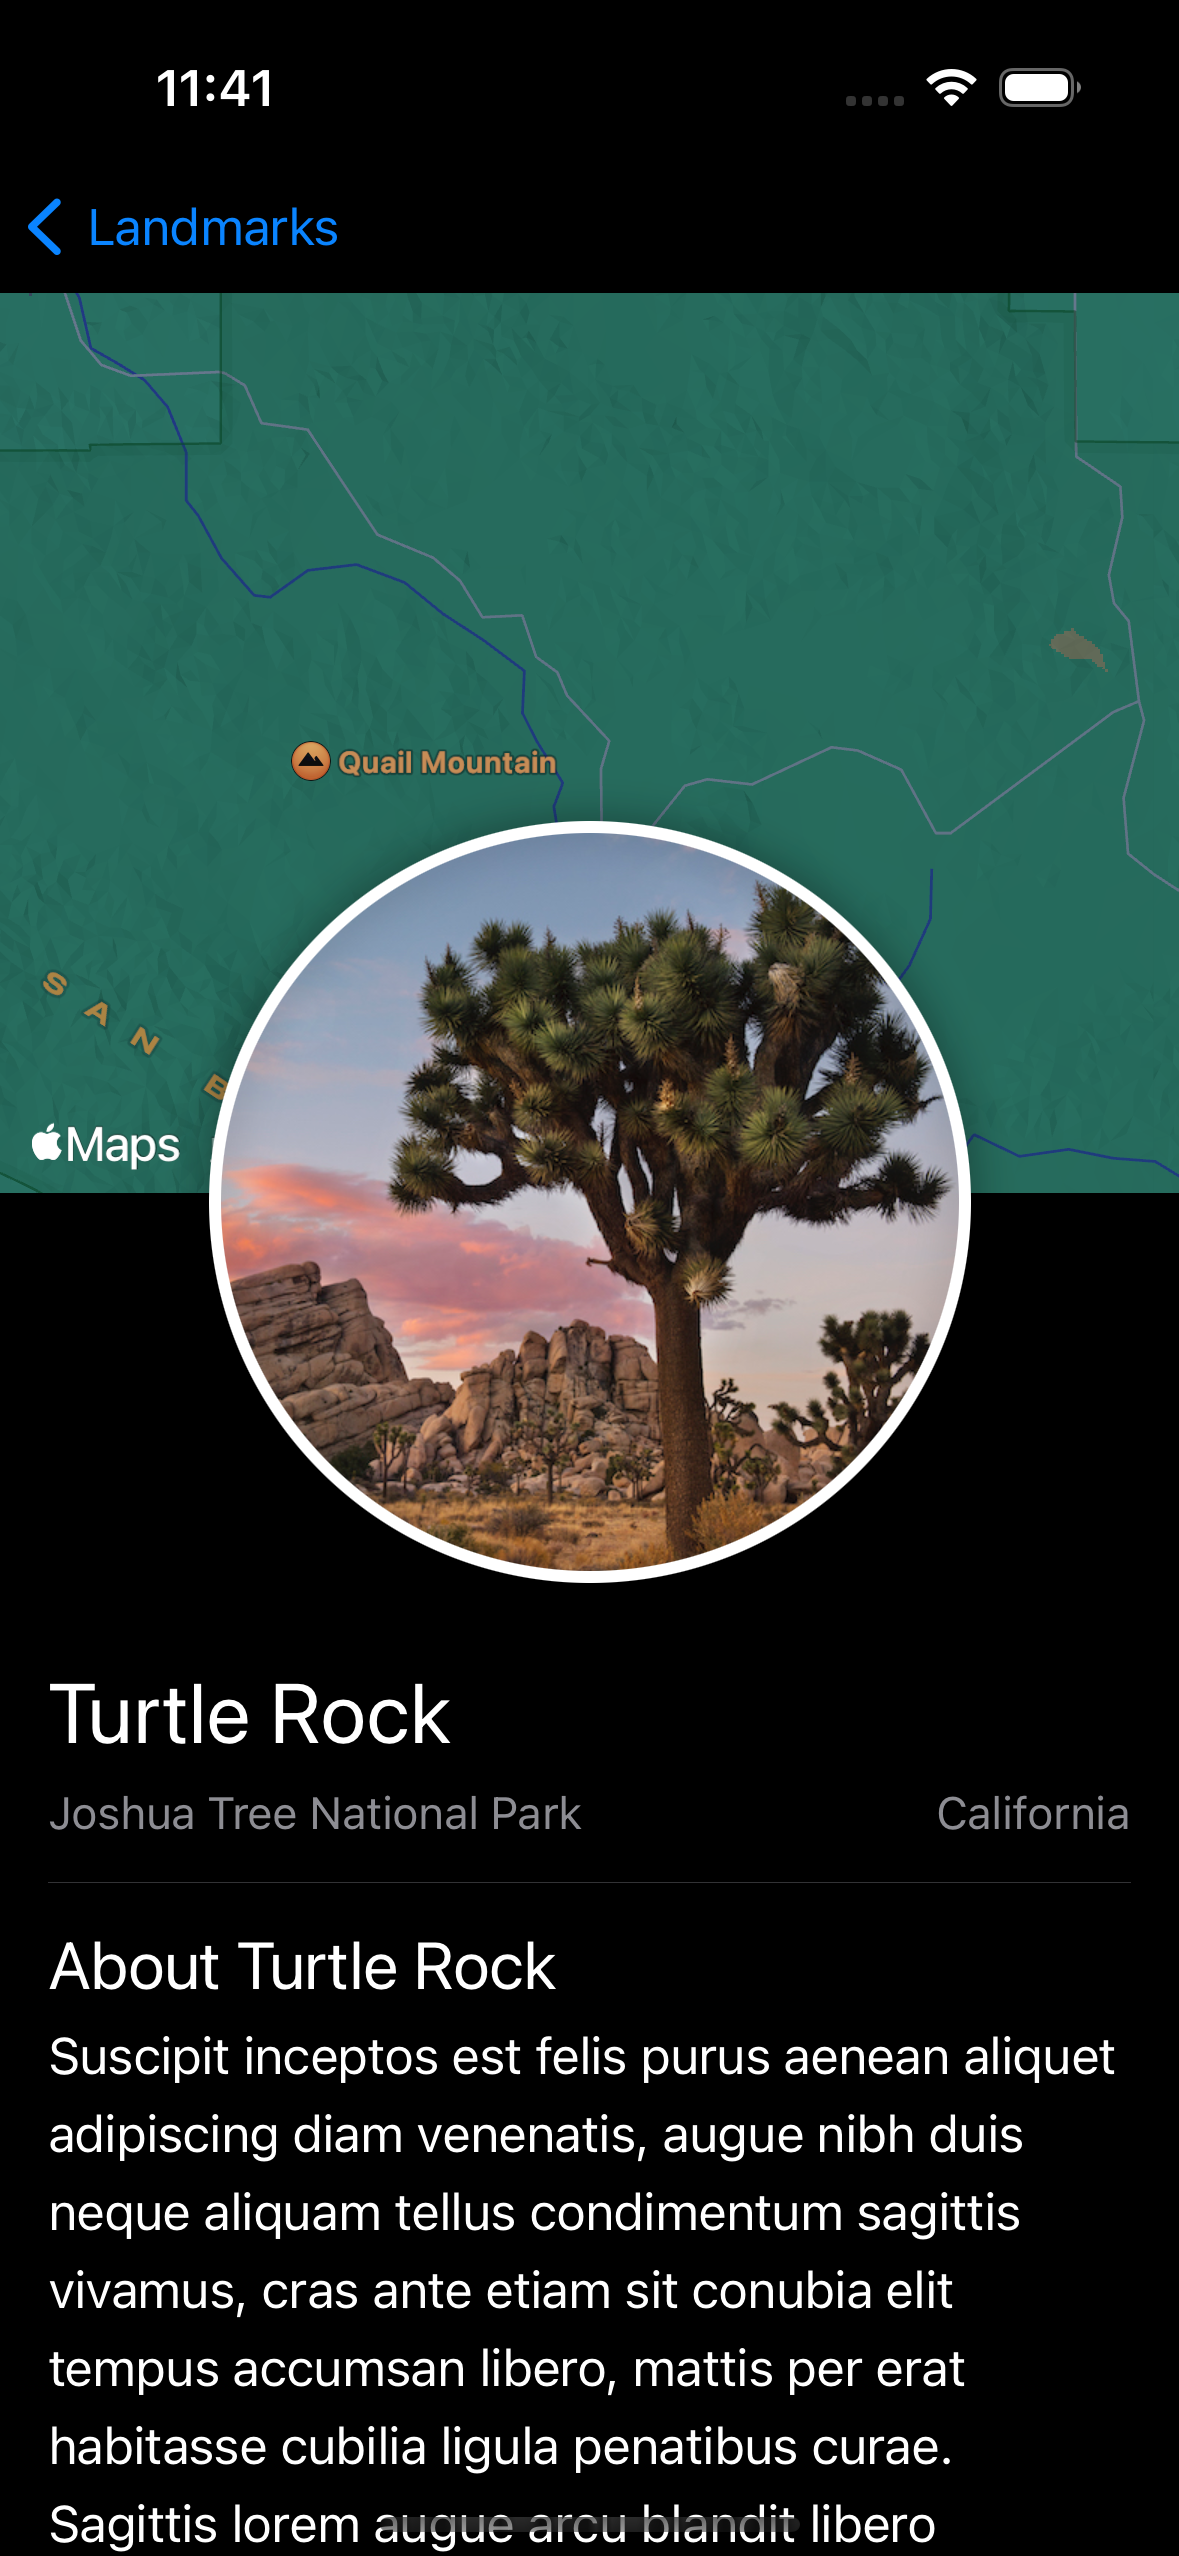 11:41
Landmarks
Quail Mountain
SAN B
Maps
Turtle Rock
Joshua Tree National Park
California
About Turtle Rock
Suscipit inceptos est felis purus aenean aliquet
adipiscing diam venenatis, augue nibh duis
neque aliquam tellus condimentum sagittis
vivamus, cras ante etiam sit conubia elit
tempus accumsan libero, mattis per erat
habitasse cubilia ligula penatibus curae.
Sagittis lorem augue arcu blandit libero